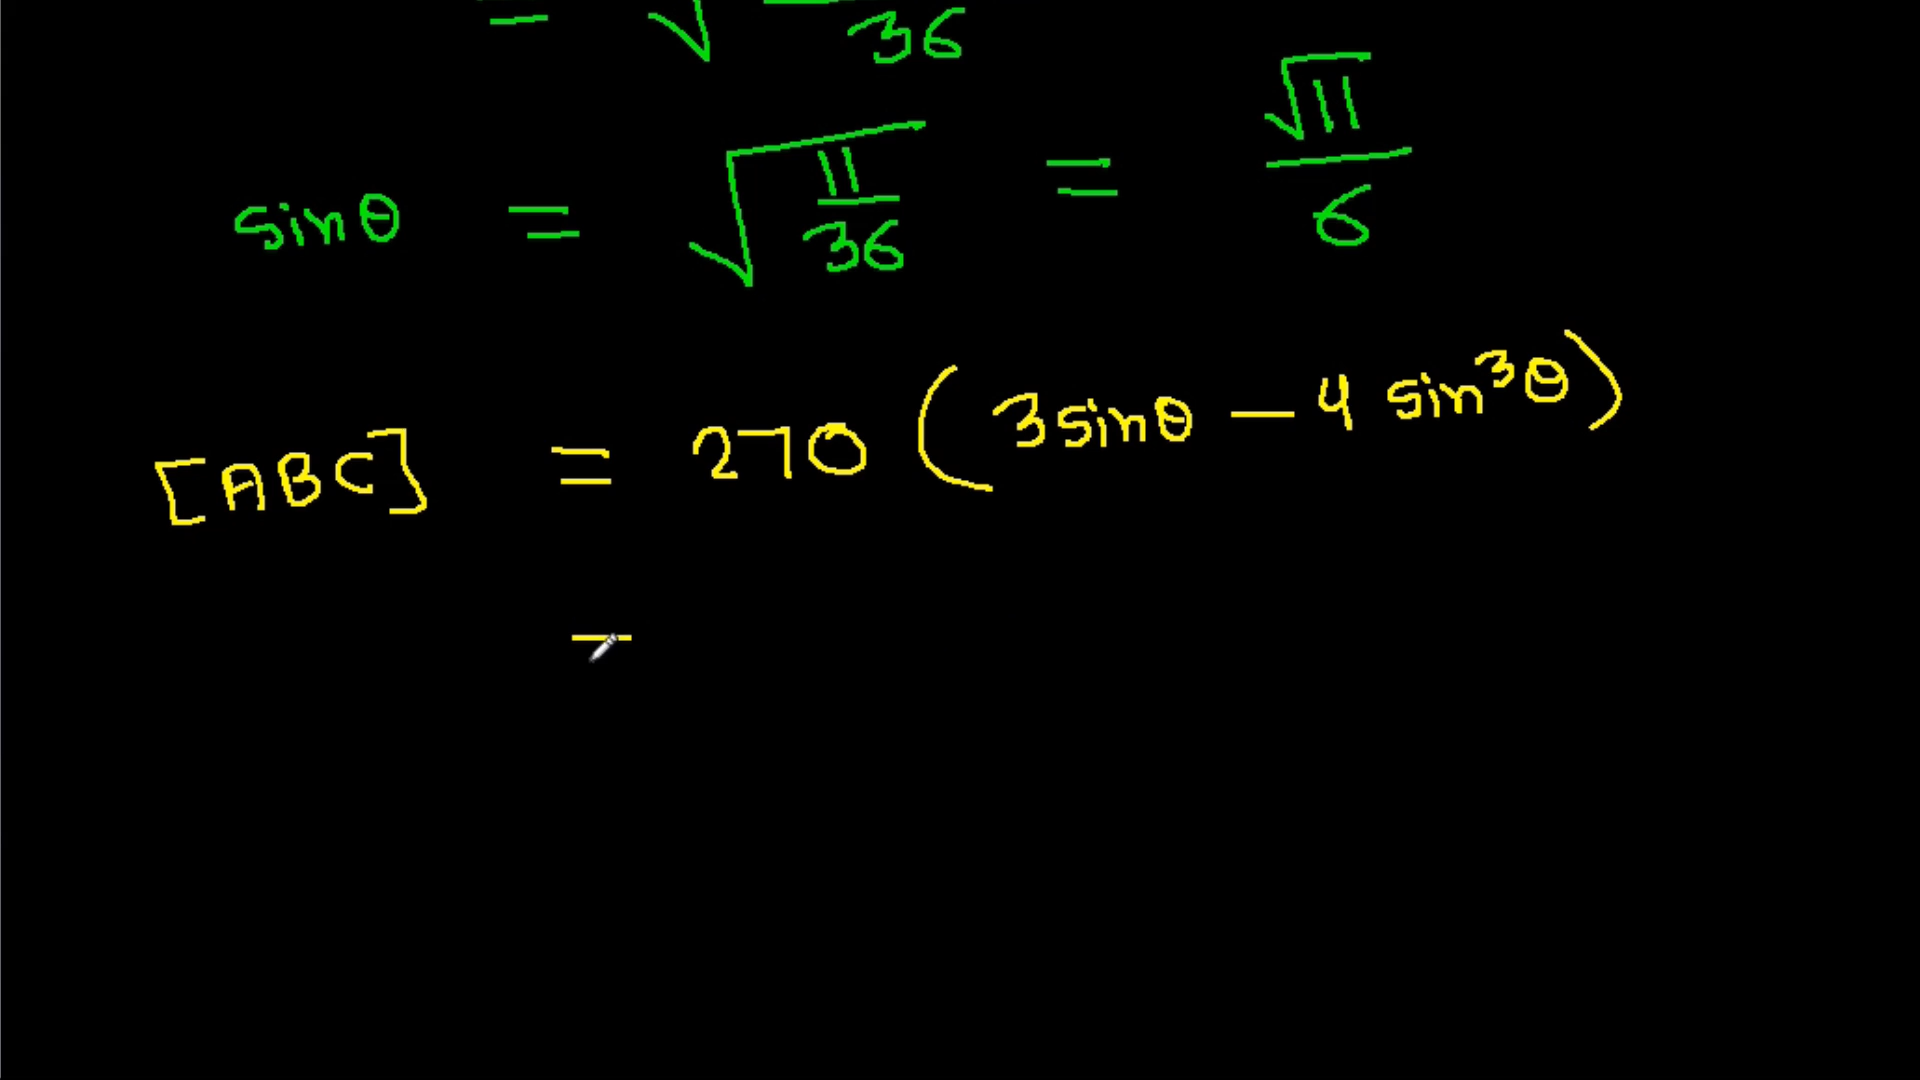 = √ 36
sinθ = √11/36 = √11/6
[ABC] = 270 (3sinθ − 4 sin³θ)